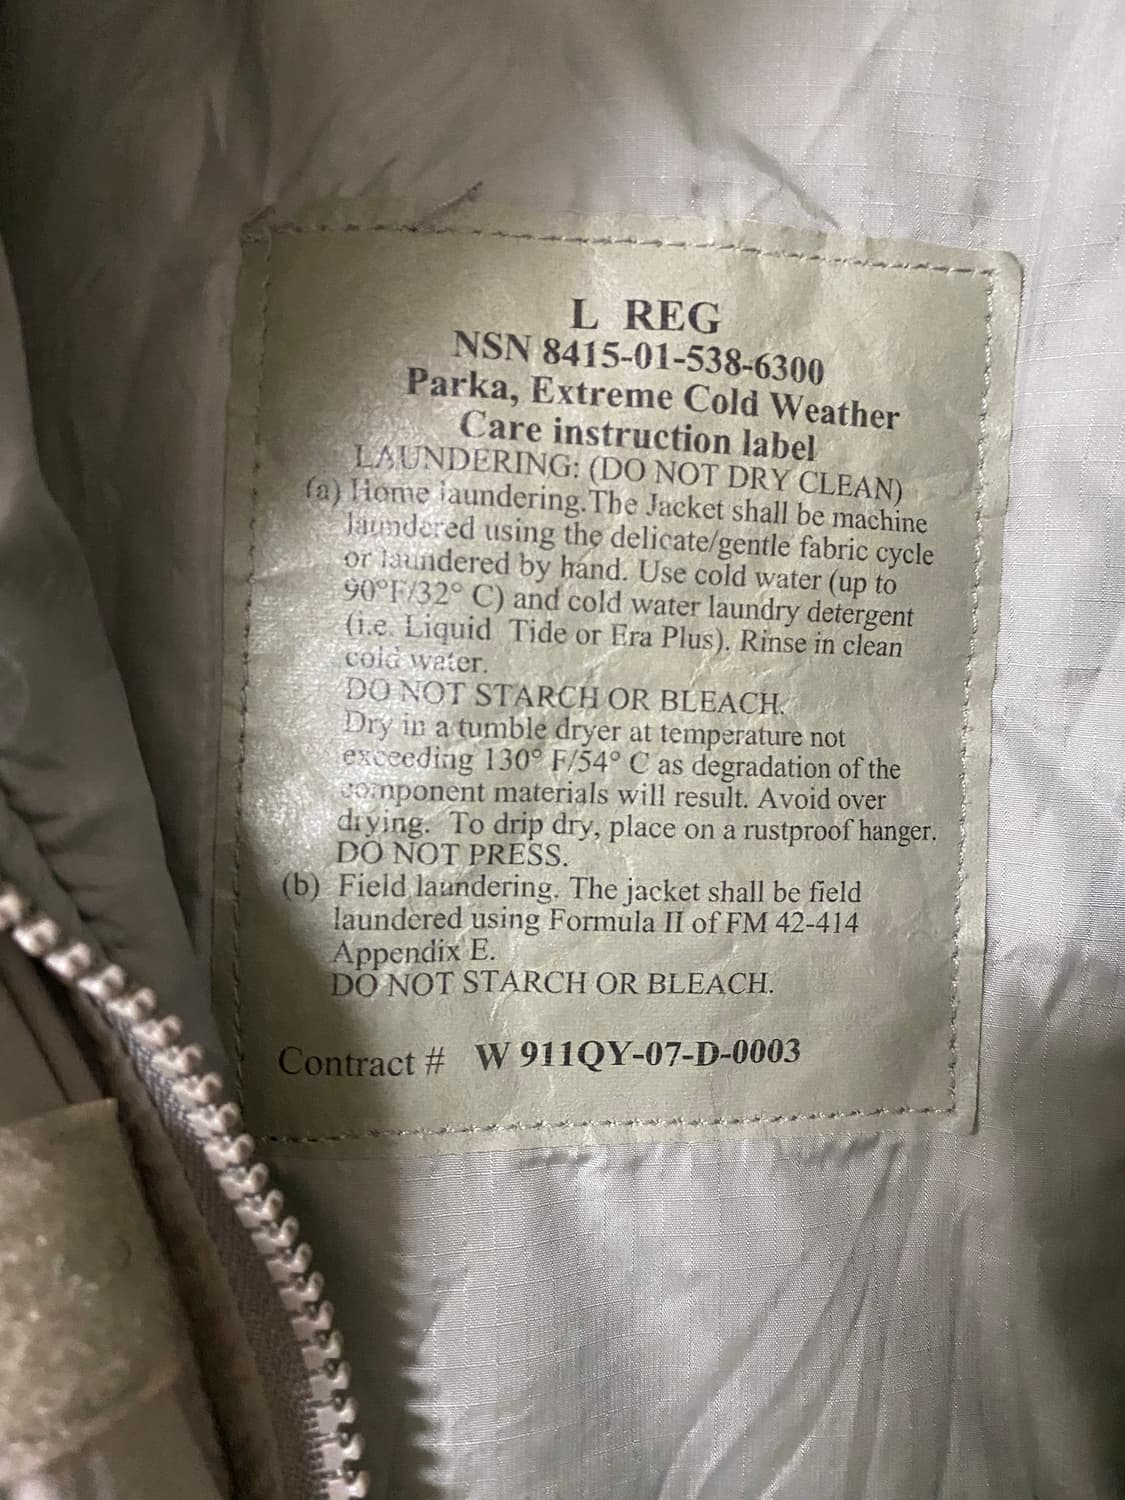 L REG
NSN 8415-01-538-6300
Parka, Extreme Cold Weather
Care instruction label
LAUNDERING: (DO NOT DRY CLEAN)
(a) Home laundering.The Jacket shall be machine
laundered using the delicate/gentle fabric cycle
or laundered by hand. Use cold water (up to
90°F/32° C) and cold water laundry detergent
(i.e. Liquid Tide or Era Plus). Rinse in clean
cold water.
DO NOT STARCH OR BLEACH.
Dry in a tumble dryer at temperature not
exceeding 130° F/54° C as degradation of the
component materials will result. Avoid over
drying. To drip dry, place on a rustproof hanger.
DO NOT PRESS.
(b) Field laundering. The jacket shall be field
laundered using Formula II of FM 42-414
Appendix E.
DO NOT STARCH OR BLEACH.
Contract # W 911QY-07-D-0003